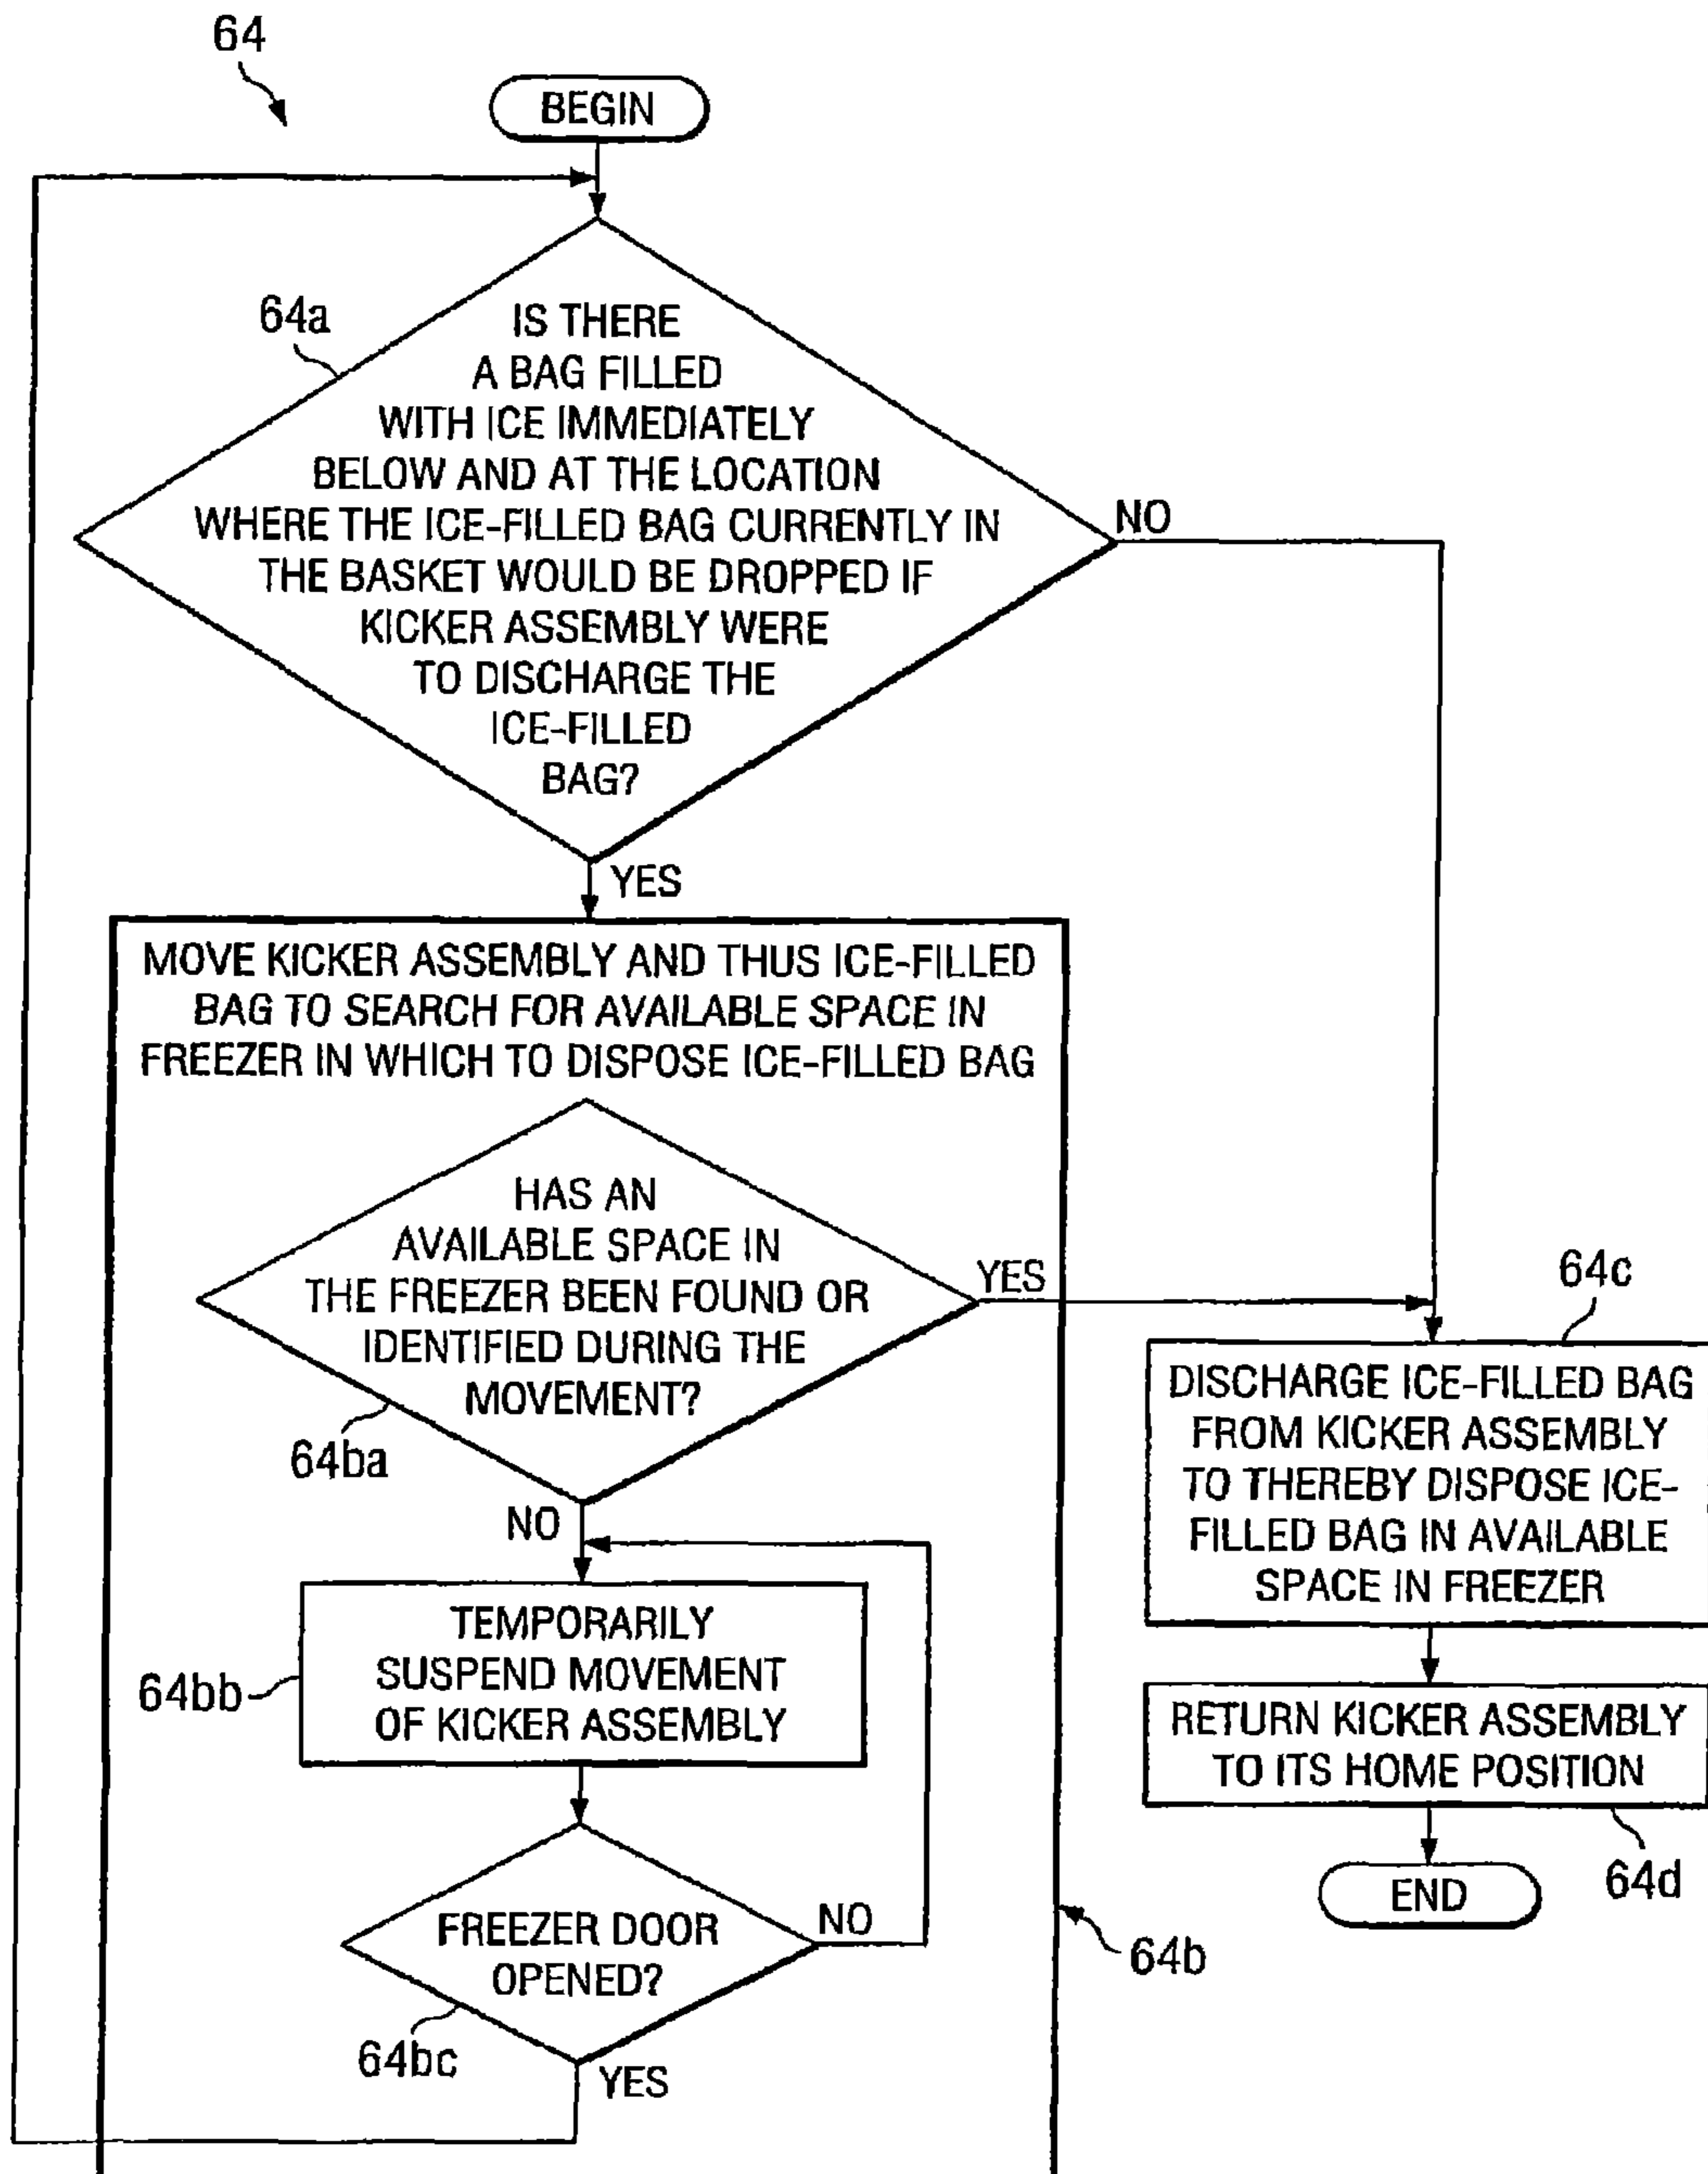 64
BEGIN
64a
IS THERE
A BAG FILLED
WITH ICE IMMEDIATELY
BELOW AND AT THE LOCATION
WHERE THE ICE-FILLED BAG CURRENTLY IN
THE BASKET WOULD BE DROPPED IF
KICKER ASSEMBLY WERE
TO DISCHARGE THE
ICE-FILLED
BAG?
NO
YES
MOVE KICKER ASSEMBLY AND THUS ICE-FILLED
BAG TO SEARCH FOR AVAILABLE SPACE IN
FREEZER IN WHICH TO DISPOSE ICE-FILLED BAG
HAS AN
AVAILABLE SPACE IN
THE FREEZER BEEN FOUND OR
IDENTIFIED DURING THE
MOVEMENT?
YES
64ba
NO
TEMPORARILY
SUSPEND MOVEMENT
OF KICKER ASSEMBLY
64bb
FREEZER DOOR
OPENED?
NO
64bc
YES
64b
64c
DISCHARGE ICE-FILLED BAG
FROM KICKER ASSEMBLY
TO THEREBY DISPOSE ICE-
FILLED BAG IN AVAILABLE
SPACE IN FREEZER
RETURN KICKER ASSEMBLY
TO ITS HOME POSITION
64d
END